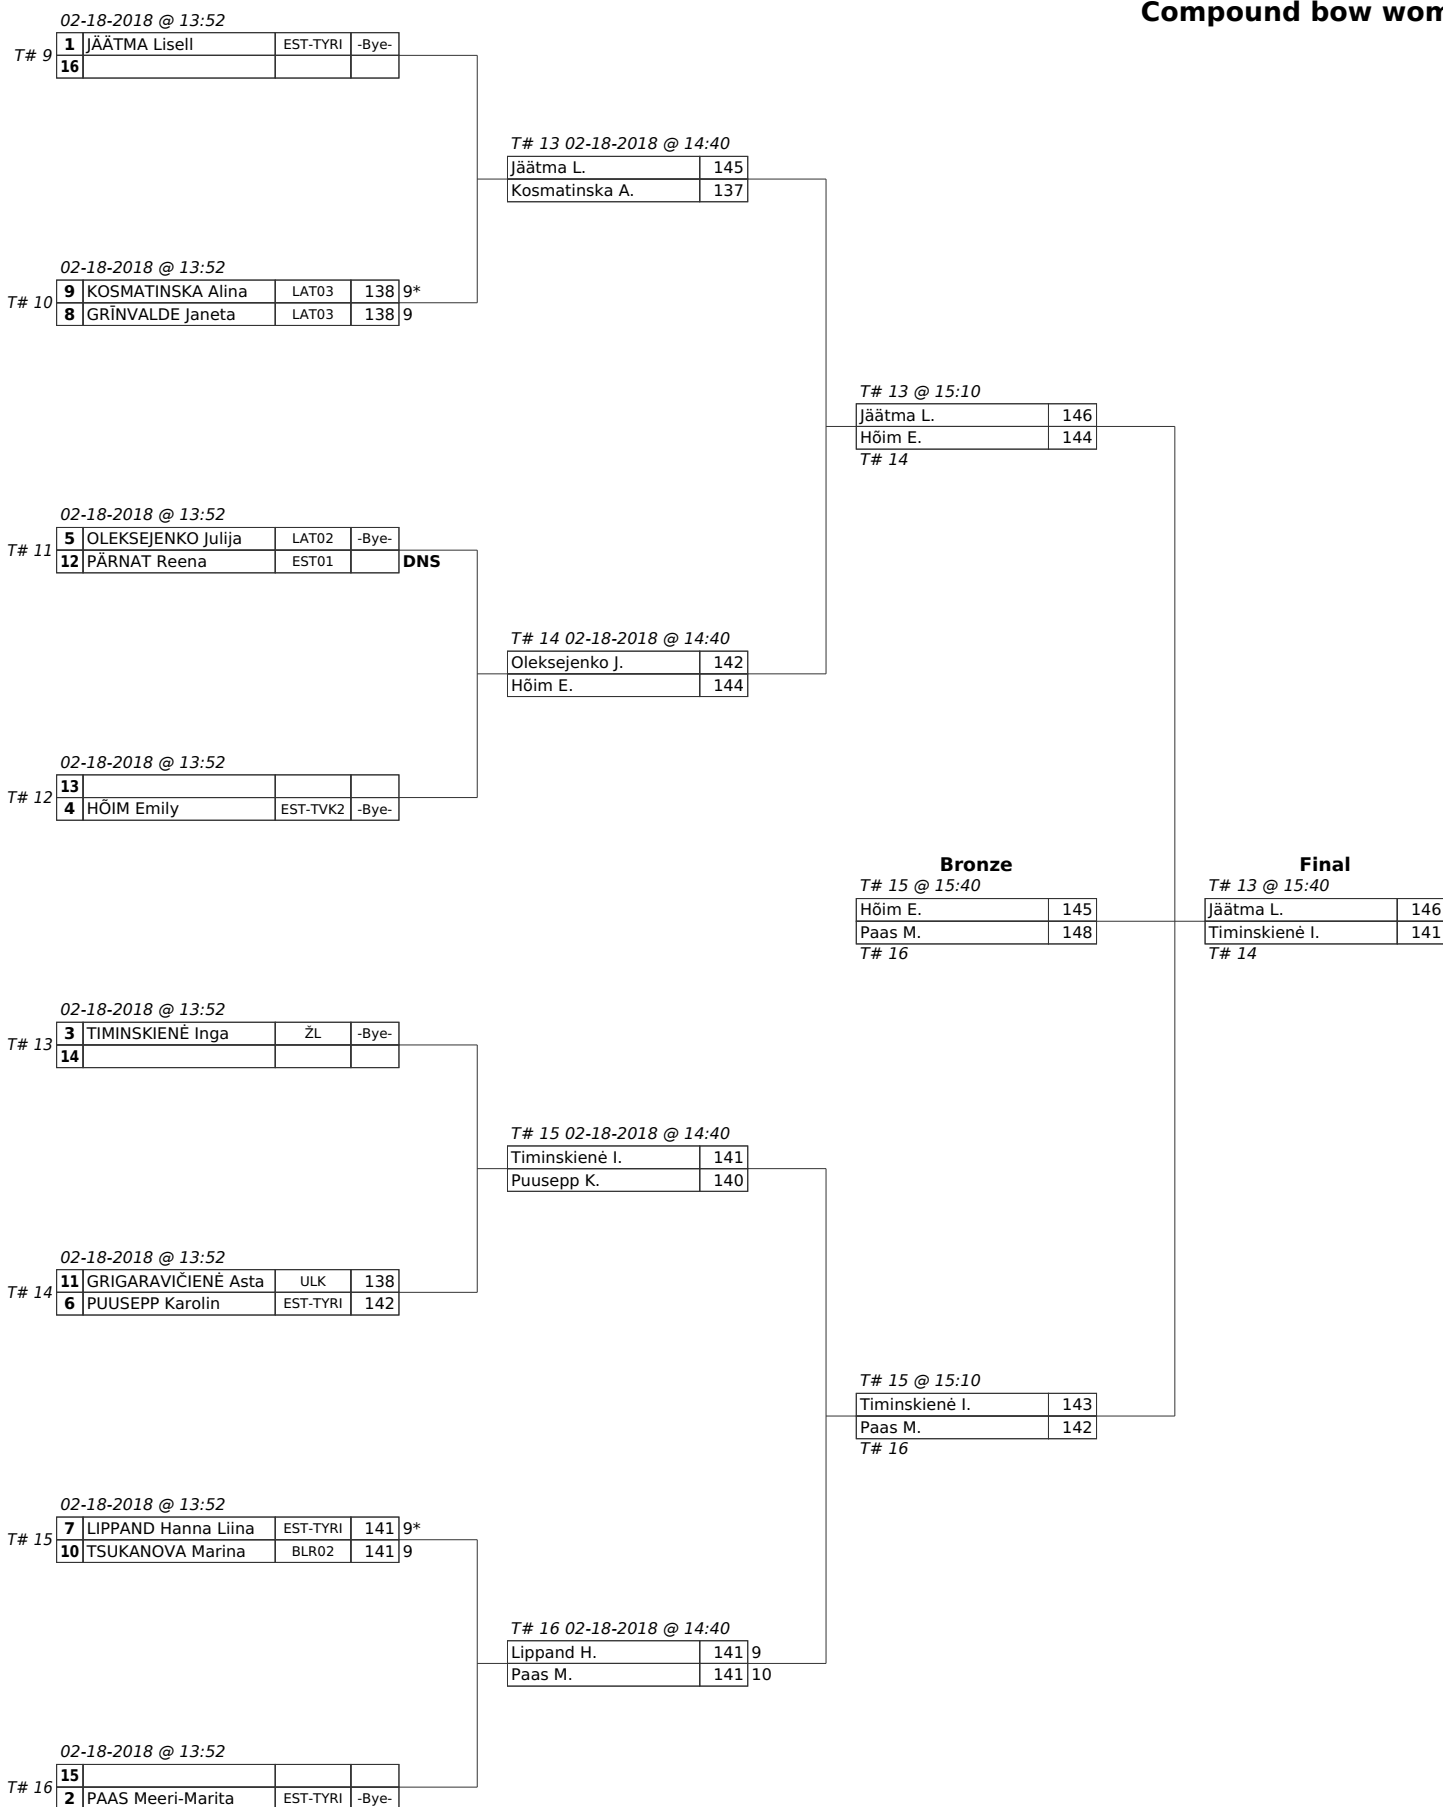 Compound bow wom
02-18-2018 @ 13:52
T# 9
1 JÄÄTMA Lisell EST-TYRI -Bye-
16
T# 13 02-18-2018 @ 14:40
Jäätma L. 145
Kosmatinska A. 137
02-18-2018 @ 13:52
T# 10
9 KOSMATINSKA Alina LAT03 138 9*
8 GRĪNVALDE Janeta LAT03 138 9
T# 13 @ 15:10
Jäätma L. 146
Hõim E. 144
T# 14
02-18-2018 @ 13:52
T# 11
5 OLEKSEJENKO Julija LAT02 -Bye-
12 PÄRNAT Reena EST01 DNS
T# 14 02-18-2018 @ 14:40
Oleksejenko J. 142
Hõim E. 144
02-18-2018 @ 13:52
T# 12
13
4 HÕIM Emily EST-TVK2 -Bye-
Bronze
T# 15 @ 15:40
Hõim E. 145
Paas M. 148
T# 16
Final
T# 13 @ 15:40
Jäätma L. 146
Timinskienė I. 141
T# 14
02-18-2018 @ 13:52
T# 13
3 TIMINSKIENĖ Inga ŽL -Bye-
14
T# 15 02-18-2018 @ 14:40
Timinskienė I. 141
Puusepp K. 140
02-18-2018 @ 13:52
T# 14
11 GRIGARAVIČIENĖ Asta ULK 138
6 PUUSEPP Karolin EST-TYRI 142
T# 15 @ 15:10
Timinskienė I. 143
Paas M. 142
T# 16
02-18-2018 @ 13:52
T# 15
7 LIPPAND Hanna Liina EST-TYRI 141 9*
10 TSUKANOVA Marina BLR02 141 9
T# 16 02-18-2018 @ 14:40
Lippand H. 141 9
Paas M. 141 10
02-18-2018 @ 13:52
T# 16
15
2 PAAS Meeri-Marita EST-TYRI -Bye-